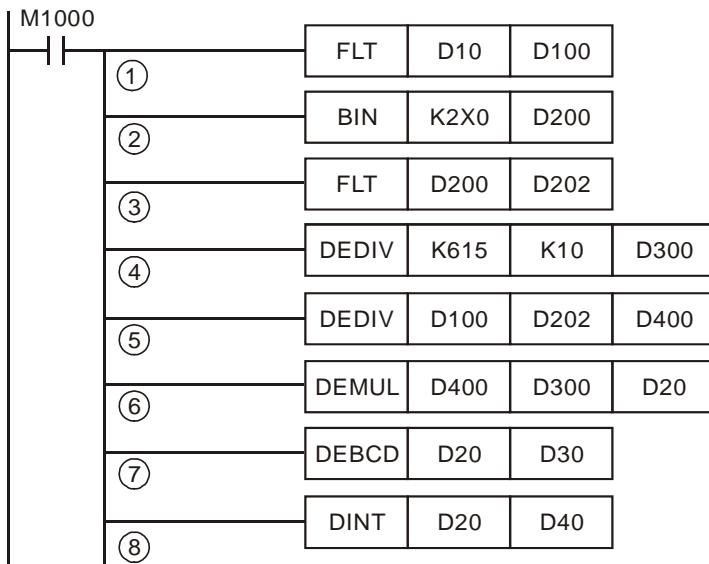 M1000
FLT D10 D100
1
BIN K2X0 D200
2
FLT D200 D202
3
DEDIV K615 K10 D300
4
DEDIV D100 D202 D400
5
DEMUL D400 D300 D20
6
DEBCD D20 D30
7
DINT D20 D40
8